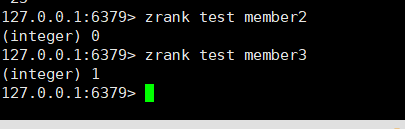 127.0.0.1:6379> zrank test member2
(integer) 0
127.0.0.1:6379> zrank test member3
(integer) 1
127.0.0.1:6379>